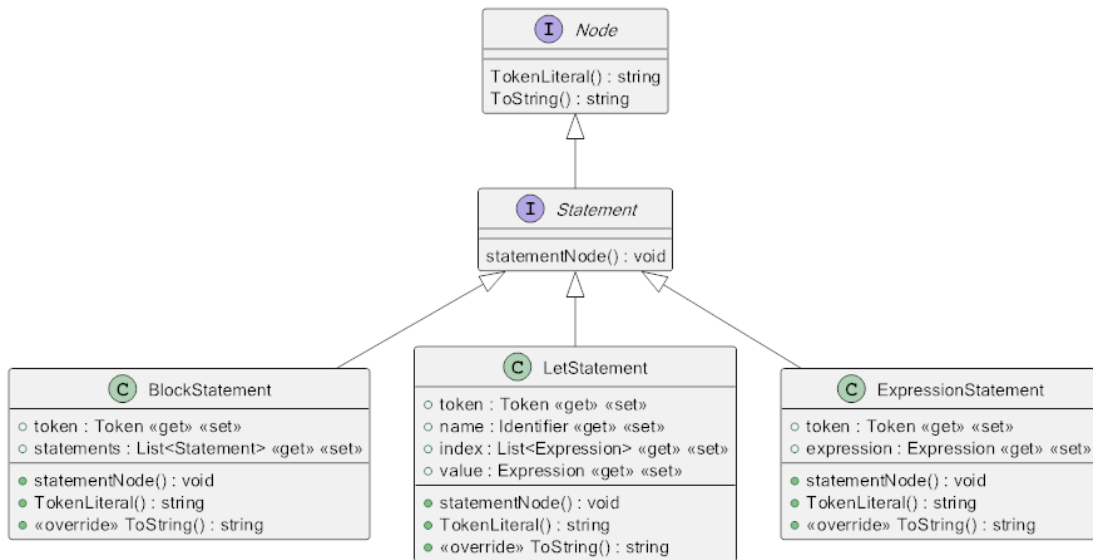 I Node
TokenLiteral() : string
ToString() : string
I Statement
statementNode() : void
C BlockStatement
token : Token «get» «set»
statements : List<Statement> «get» «set»
statementNode() : void
TokenLiteral() : string
«override» ToString() : string
C LetStatement
token : Token «get» «set»
name : Identifier «get» «set»
index : List<Expression> «get» «set»
value : Expression «get» «set»
statementNode() : void
TokenLiteral() : string
«override» ToString() : string
C ExpressionStatement
token : Token «get» «set»
expression : Expression «get» «set»
statementNode() : void
TokenLiteral() : string
«override» ToString() : string